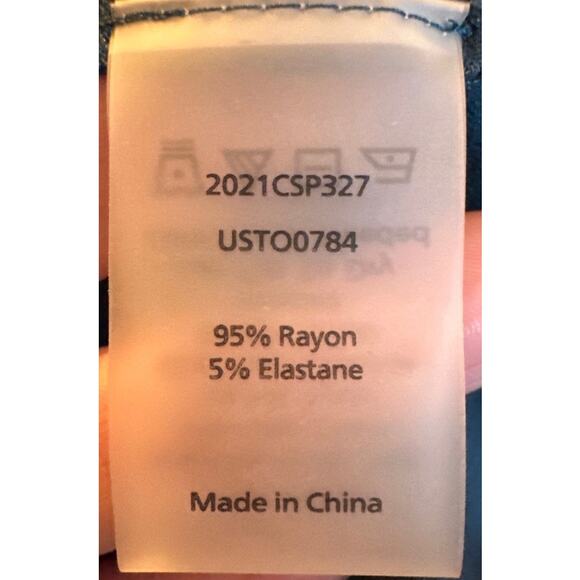 2021CSP327
USTO0784
95% Rayon
5% Elastane
Made in China